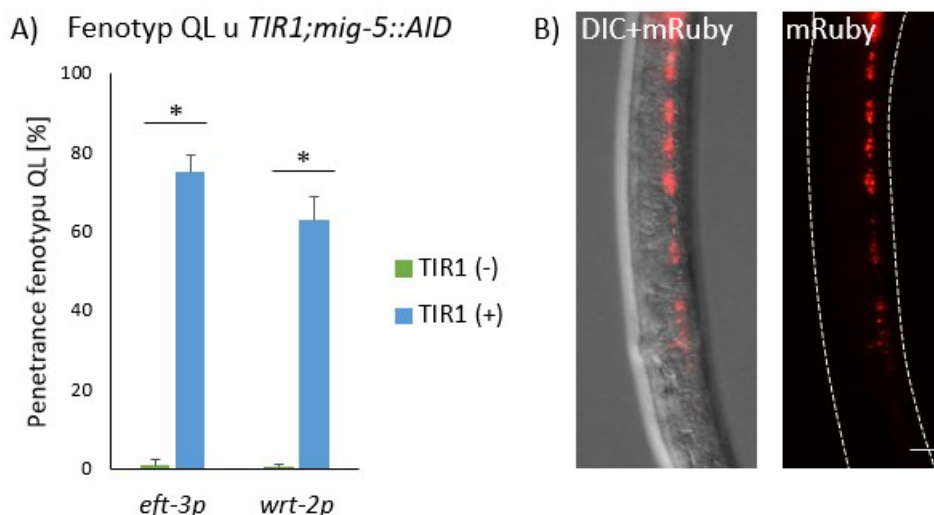 A) Fenotyp QL u TIR1;mig-5::AID
Penetrance fenotypu QL [%]
100
80
60
40
20
0
*
*
eft-3p
wrt-2p
TIR1 (-)
TIR1 (+)
B)
DIC+mRuby
mRuby